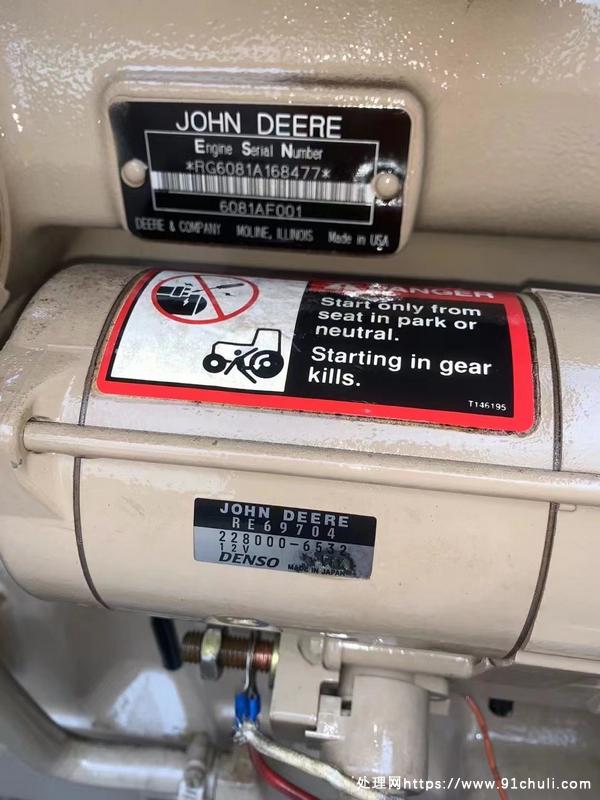 JOHN DEERE
Engine Serial Number
*RG6081A168477*
6081AF001
DEERE & COMPANY MOLINE, ILLINOIS Made in USA
DANGER
Start only from
seat in park or
neutral.
Starting in gear
kills.
T146195
JOHN DEERE
RE69704
228000-6532
12V
DENSO MADE IN JAPAN
处理网https://www.91chuli.com